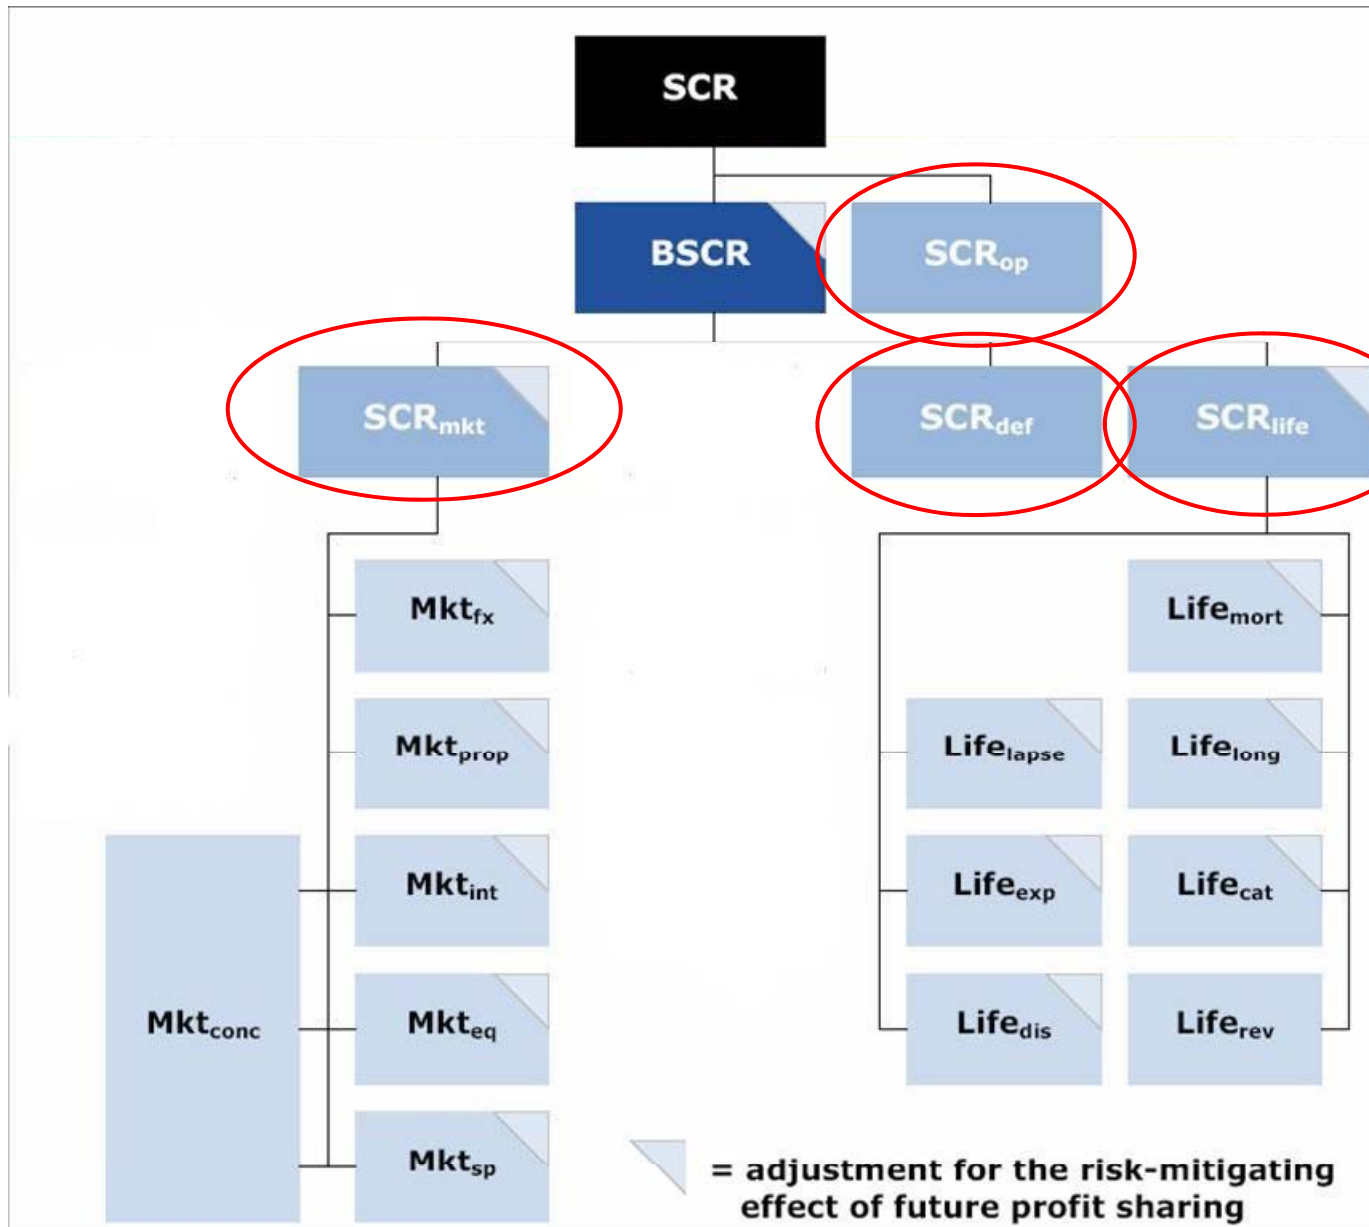 SCR
BSCR
SCRop
SCRmkt
SCRdef
SCRlife
Mktfx
Lifemort
Mktprop
Lifelapse
Lifelong
Mktint
Lifeexp
Lifecat
Mktconc
Mkteq
Lifedis
Liferev
Mktsp
= adjustment for the risk-mitigating
effect of future profit sharing